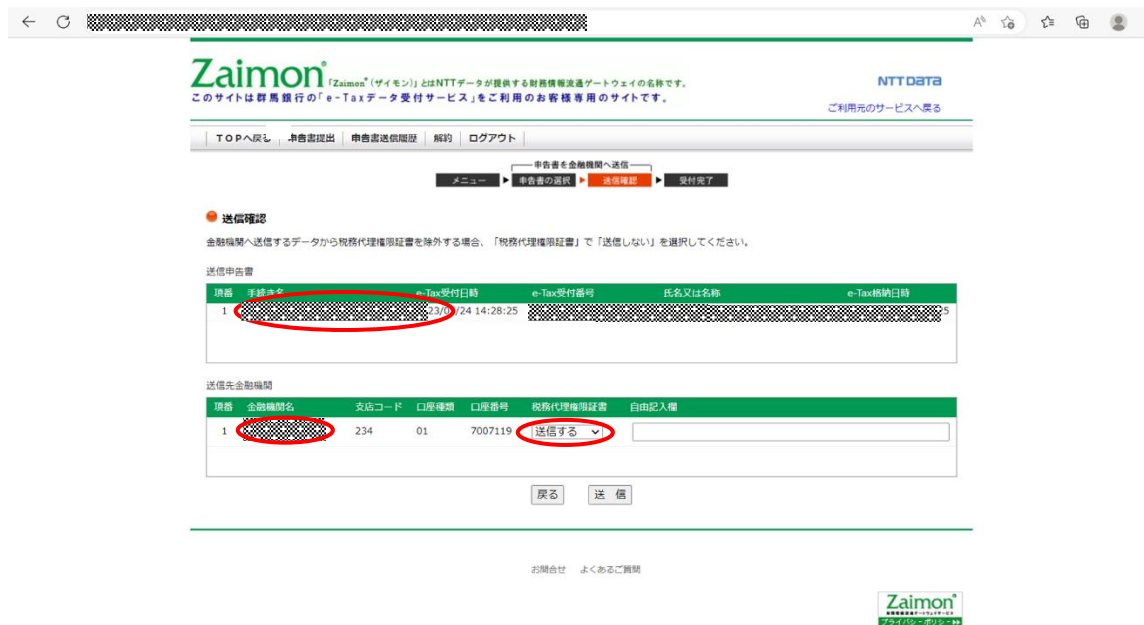 Zaimon® 「Zaimon®(ザイモン)」とはNTTデータが提供する財務情報流通ゲートウェイの名称です。
NTT DATA
このサイトは群馬銀行の「e-Taxデータ受付サービス」をご利用のお客様専用のサイトです。
ご利用元のサービスへ戻る
TOPへ戻る 申告書提出 申告書送信履歴 解約 ログアウト
申告書を金融機関へ送信
メニュー ▶ 申告書の選択 ▶ 送信確認 ▶ 受付完了
送信確認
金融機関へ送信するデータから税務代理権限証書を除外する場合、「税務代理権限証書」で「送信しない」を選択してください。
送信申告書
項番 手続き名 e-Tax受付日時 e-Tax受付番号 氏名又は名称 e-Tax格納日時
1 /24 14:28:25
送信先金融機関
項番 金融機関名 支店コード 口座種類 口座番号 税務代理権限証書 自由記入欄
1 234 01 7007119 送信する
戻る 送 信
お問合せ よくあるご質問
Zaimon®
プライバシーポリシー